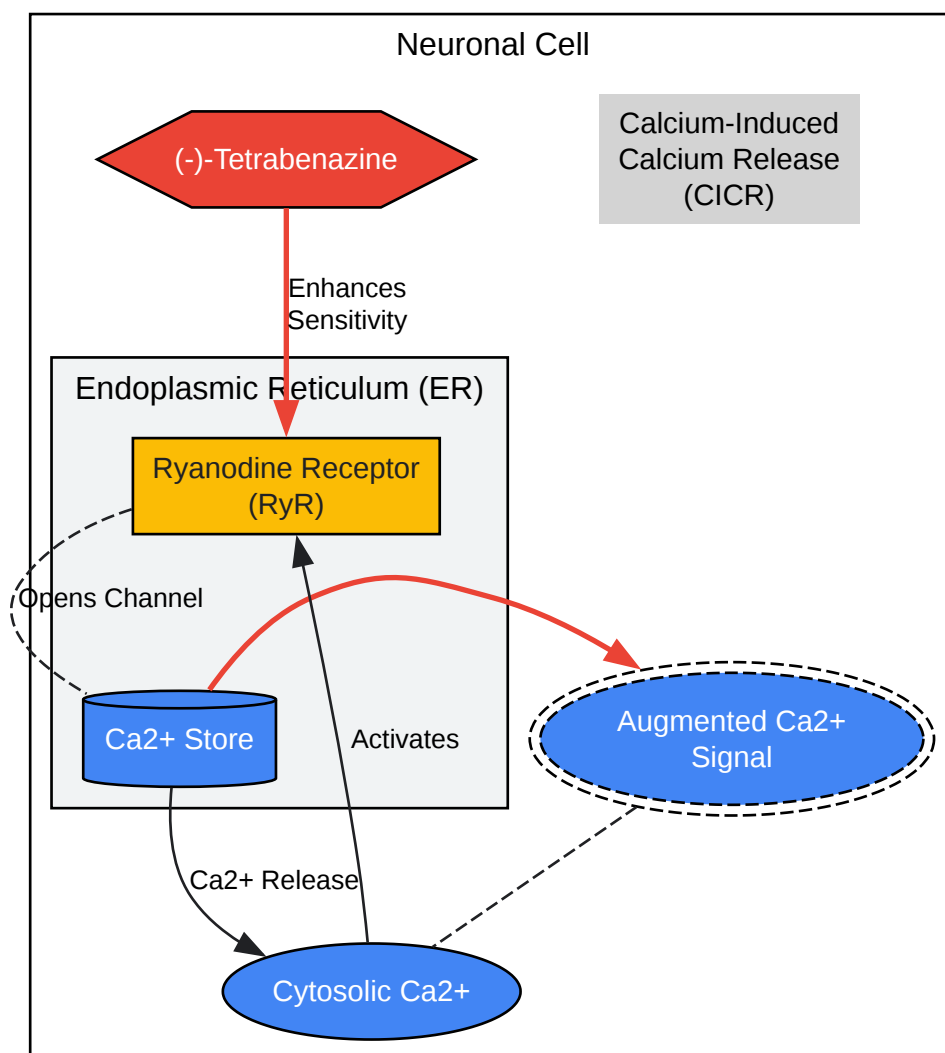 Neuronal Cell
(-)-Tetrabenazine
Calcium-Induced
Calcium Release
(CICR)
Enhances
Sensitivity
Endoplasmic Reticulum (ER)
Ryanodine Receptor
(RyR)
Opens Channel
Ca2+ Store
Activates
Augmented Ca2+
Signal
Ca2+ Release
Cytosolic Ca2+